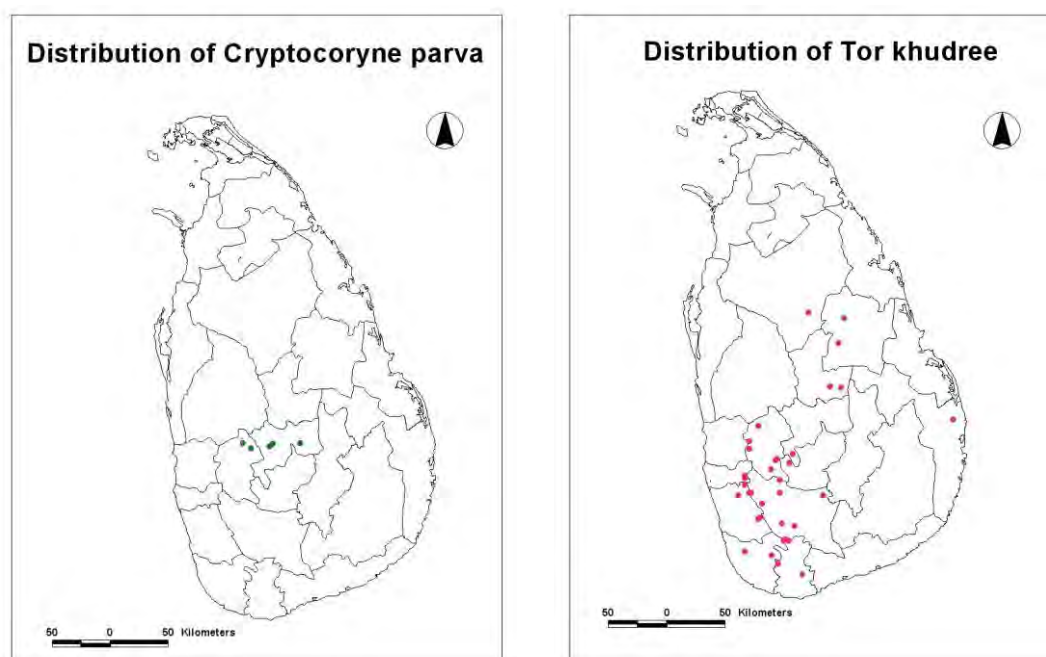 Distribution of Cryptocoryne parva
50 0 50 Kilometers
Distribution of Tor khudree
50 0 50 Kilometers